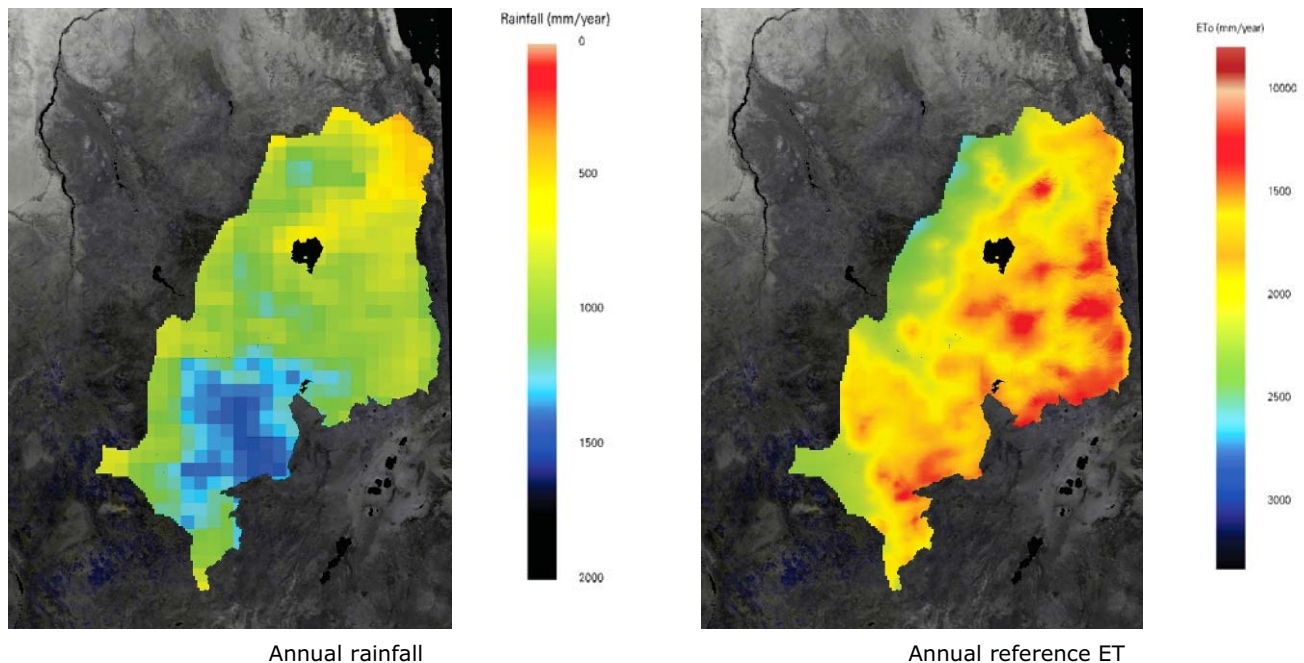 Rainfall (mm/year)
0
500
1000
1500
2000
Annual rainfall
ETo (mm/year)
10000
1500
2000
2500
3000
Annual reference ET